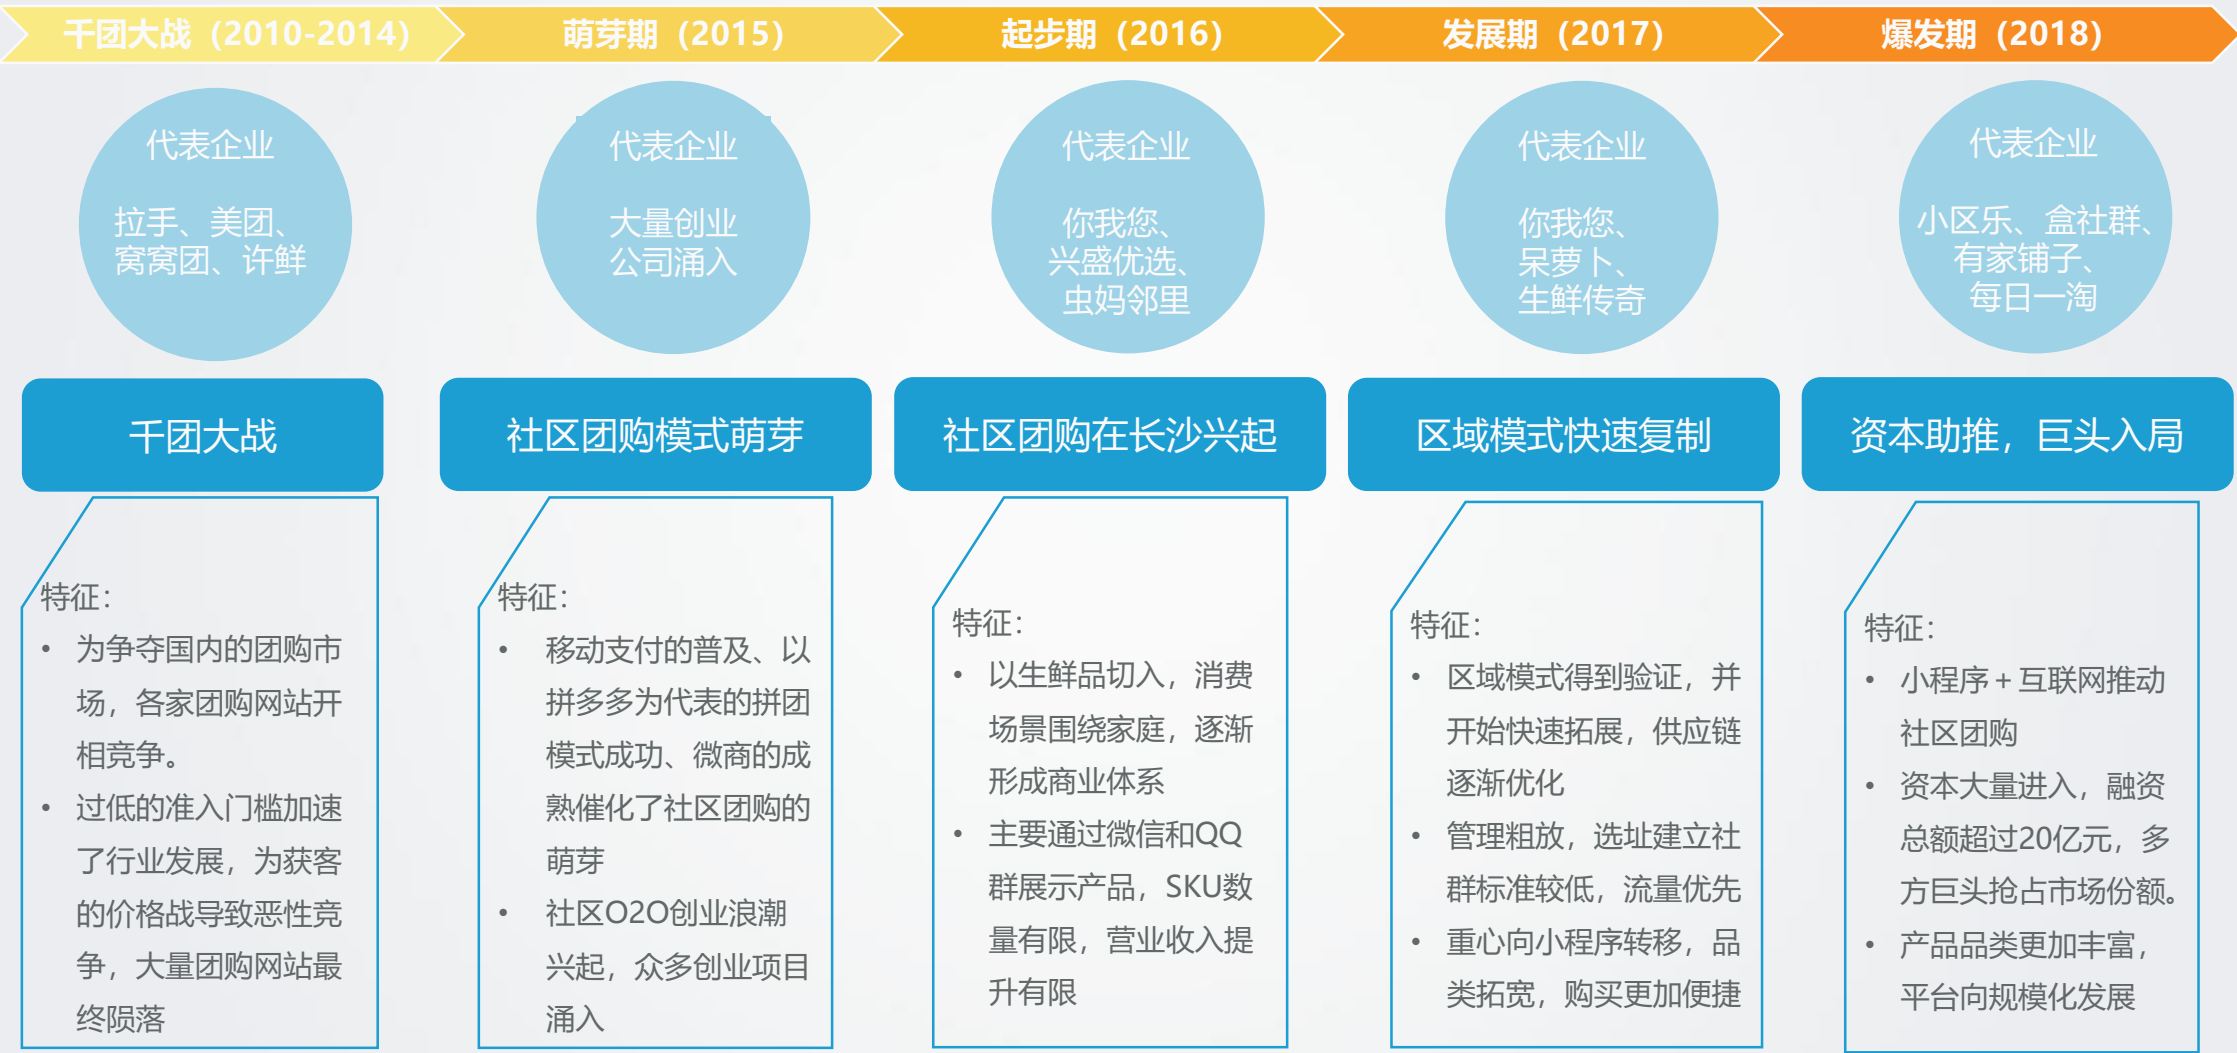 千团大战（2010-2014）
萌芽期（2015）
起步期（2016）
发展期（2017）
爆发期（2018）
代表企业
拉手、美团、
窝窝团、许鲜
代表企业
大量创业
公司涌入
代表企业
你我您、
兴盛优选、
虫妈邻里
代表企业
你我您、
呆萝卜、
生鲜传奇
代表企业
小区乐、盒社群、
有家铺子、
每日一淘
千团大战
社区团购模式萌芽
社区团购在长沙兴起
区域模式快速复制
资本助推，巨头入局
特征：
• 为争夺国内的团购市
场，各家团购网站开
相竞争。
• 过低的准入门槛加速
了行业发展，为获客
的价格战导致恶性竞
争，大量团购网站最
终陨落
特征：
• 移动支付的普及、以
拼多多为代表的拼团
模式成功、微商的成
熟催化了社区团购的
萌芽
• 社区O2O创业浪潮
兴起，众多创业项目
涌入
特征：
• 以生鲜品切入，消费
场景围绕家庭，逐渐
形成商业体系
• 主要通过微信和QQ
群展示产品，SKU数
量有限，营业收入提
升有限
特征：
• 区域模式得到验证，并
开始快速拓展，供应链
逐渐优化
• 管理粗放，选址建立社
群标准较低，流量优先
• 重心向小程序转移，品
类拓宽，购买更加便捷
特征：
• 小程序＋互联网推动
社区团购
• 资本大量进入，融资
总额超过20亿元，多
方巨头抢占市场份额。
• 产品品类更加丰富，
平台向规模化发展